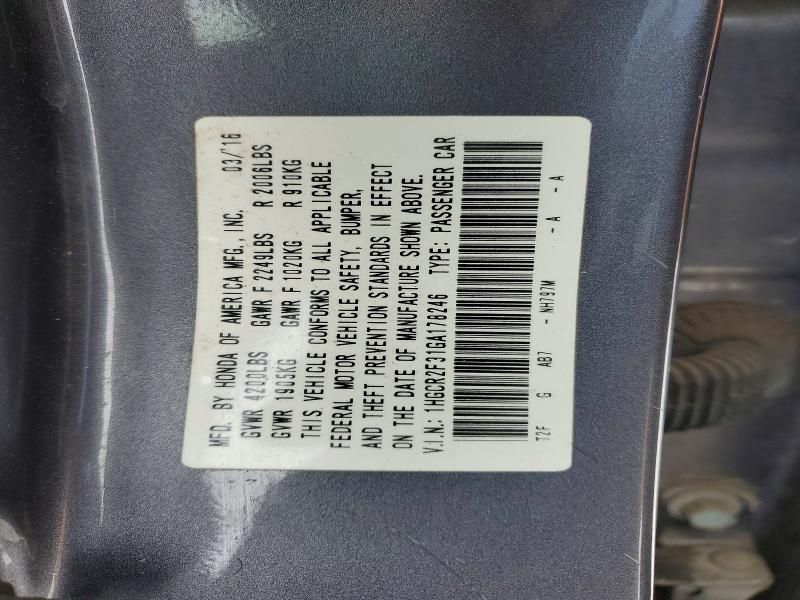 MFD. BY HONDA OF AMERICA MFG., INC. 03/16
GVWR 4200LBS GAWR F 2249LBS R 2006LBS
GVWR 1905KG GAWR F 1020KG R 910KG
THIS VEHICLE CONFORMS TO ALL APPLICABLE
FEDERAL MOTOR VEHICLE SAFETY, BUMPER,
AND THEFT PREVENTION STANDARDS IN EFFECT
ON THE DATE OF MANUFACTURE SHOWN ABOVE.
V.I.N.: 1HGCR2F31GA178246 TYPE: PASSENGER CAR
T2F G AB7 - NH797M - A - A